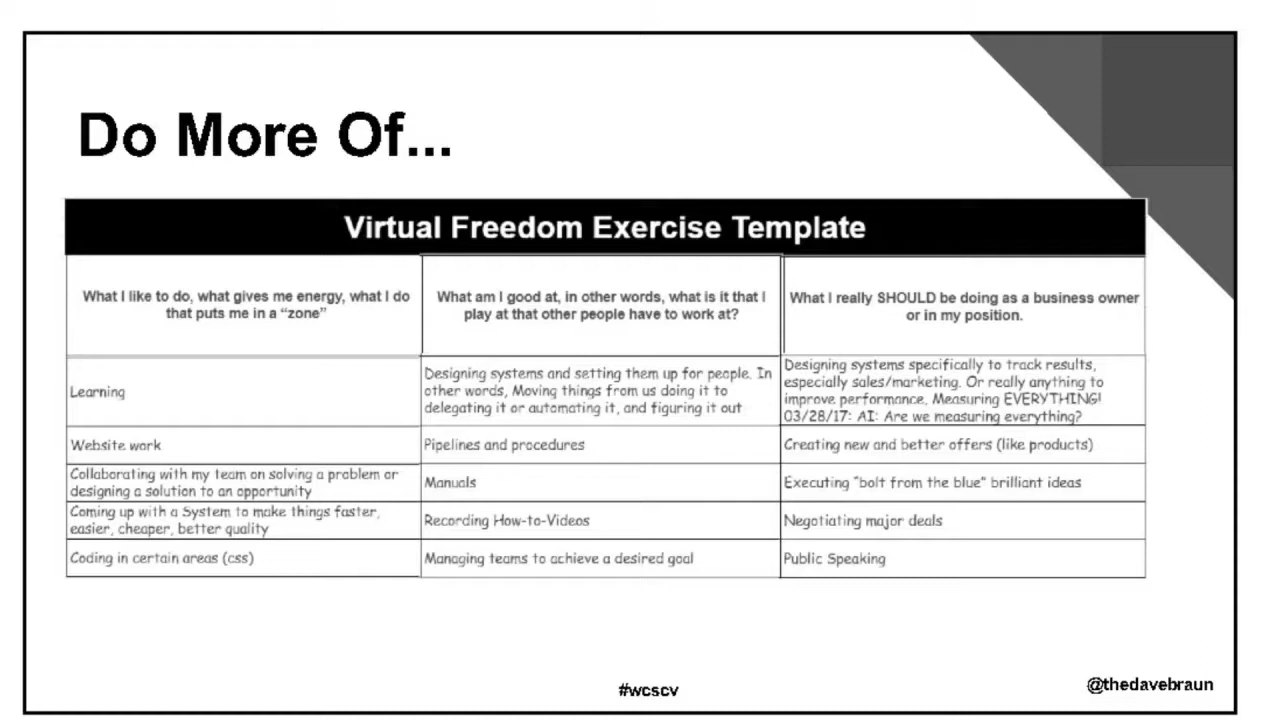 Do More Of...
Virtual Freedom Exercise Template
What I like to do, what gives me energy, what I do
that puts me in a “zone”
What am I good at, in other words, what is it that I
play at that other people have to work at?
What I really SHOULD be doing as a business owner
or in my position.
Learning
Designing systems and setting them up for people. In
other words, Moving things from us doing it to
delegating it or automating it, and figuring it out
Designing systems specifically to track results,
especially sales/marketing. Or really anything to
improve performance. Measuring EVERYTHING!
03/28/17: AI: Are we measuring everything?
Website work
Pipelines and procedures
Creating new and better offers (like products)
Collaborating with my team on solving a problem or
designing a solution to an opportunity
Manuals
Executing “bolt from the blue” brilliant ideas
Coming up with a System to make things faster,
easier, cheaper, better quality
Recording How-to-Videos
Negotiating major deals
Coding in certain areas (css)
Managing teams to achieve a desired goal
Public Speaking
#wcscv
@thedavebraun